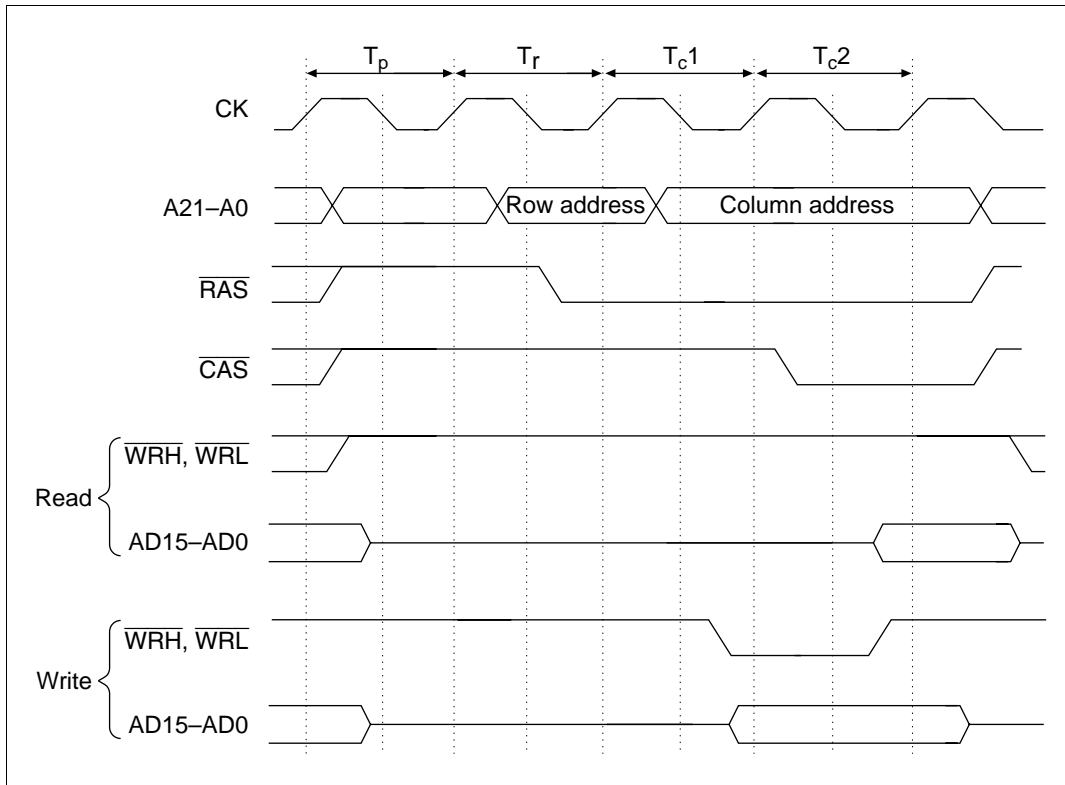 Tp Tr Tc1 Tc2
CK
A21–A0 Row address Column address
RAS
CAS
WRH, WRL
Read
AD15–AD0
WRH, WRL
Write
AD15–AD0